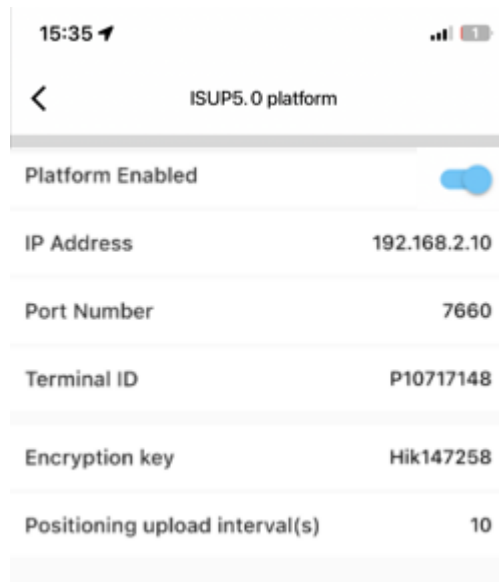 15:35
1
ISUP5.0 platform
Platform Enabled
IP Address 192.168.2.10
Port Number 7660
Terminal ID P10717148
Encryption key Hik147258
Positioning upload interval(s) 10